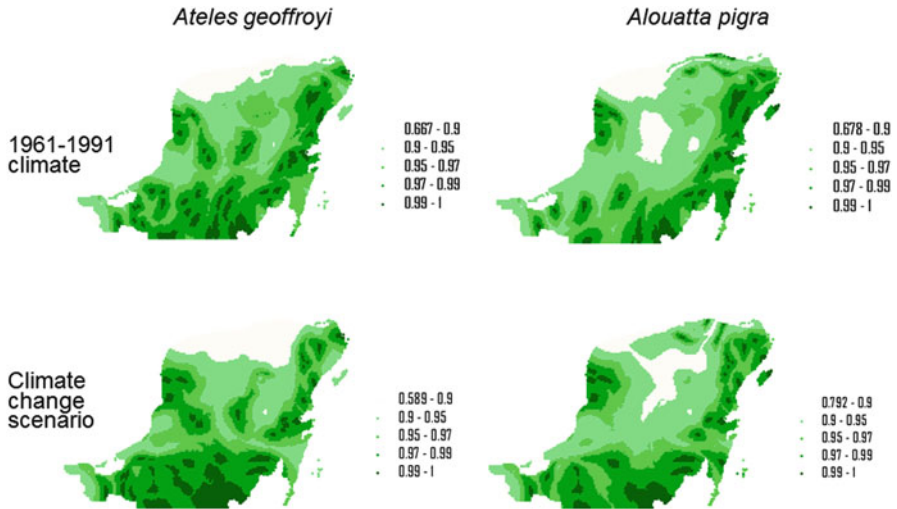 Ateles geoffroyi
Alouatta pigra
1961-1991
climate
0.667 - 0.9
0.9 - 0.95
0.95 - 0.97
0.97 - 0.99
0.99 - 1
0.678 - 0.9
0.9 - 0.95
0.95 - 0.97
0.97 - 0.99
0.99 - 1
Climate
change
scenario
0.589 - 0.9
0.9 - 0.95
0.95 - 0.97
0.97 - 0.99
0.99 - 1
0.792 - 0.9
0.9 - 0.95
0.95 - 0.97
0.97 - 0.99
0.99 - 1